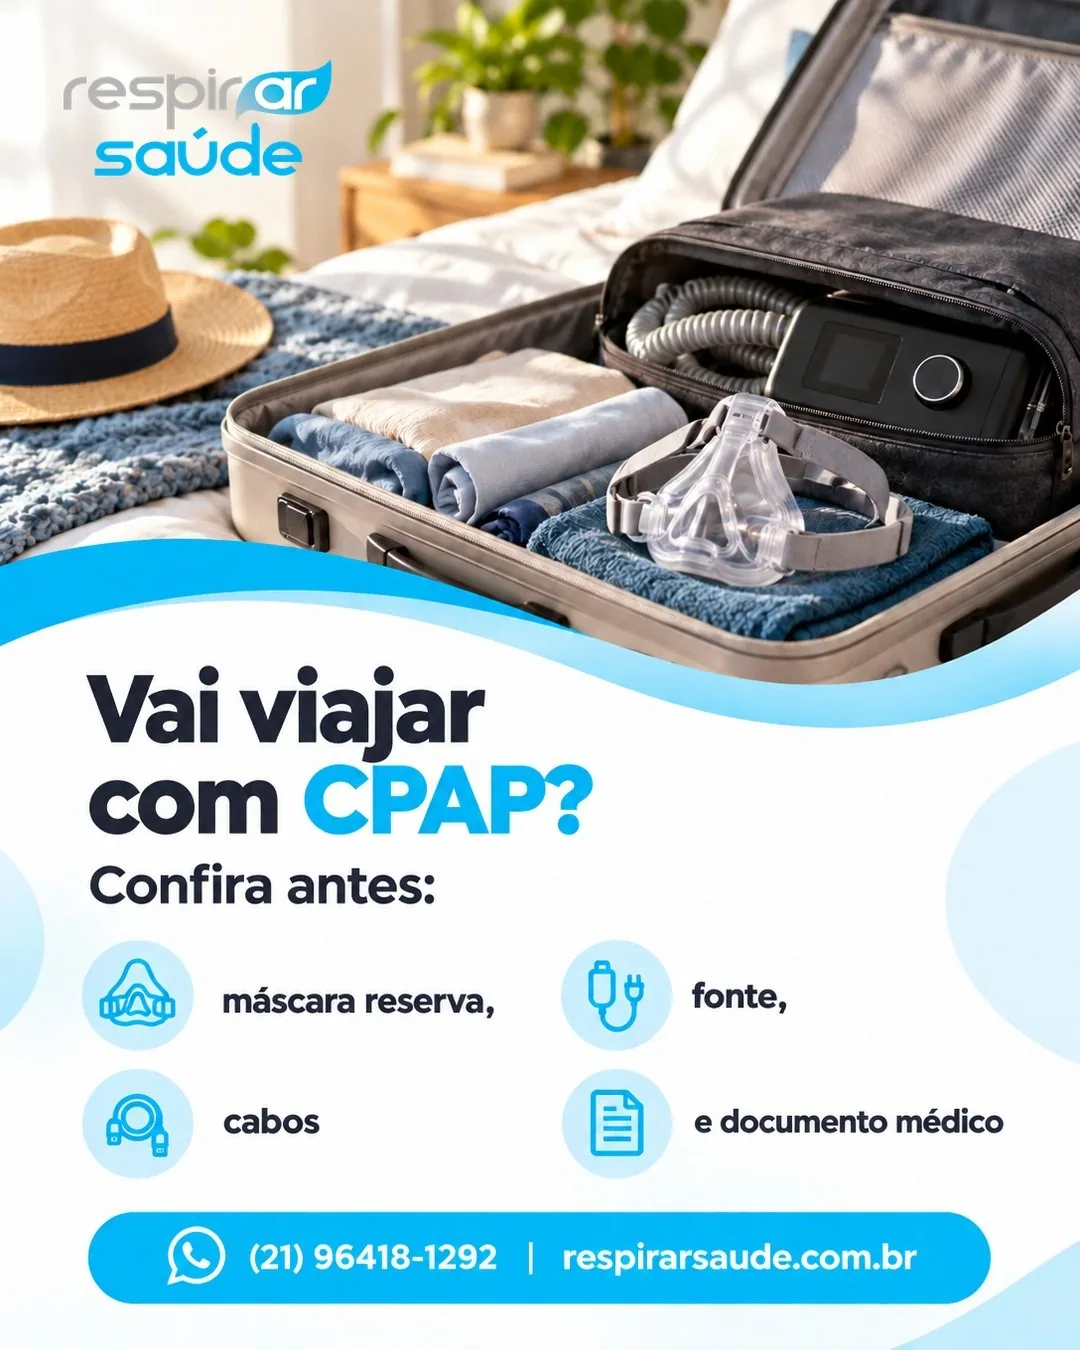 respirar
saúde
Vai viajar
com CPAP?
Confira antes:
máscara reserva,
fonte,
cabos
e documento médico
(21) 96418-1292 | respirarsaude.com.br